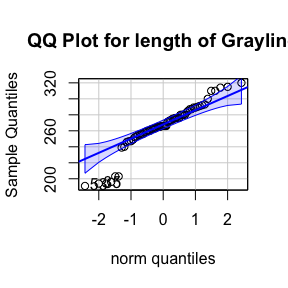 QQ Plot for length of Graylin
Sample Quantiles
320
260
200
-2 -1 0 1 2
norm quantiles